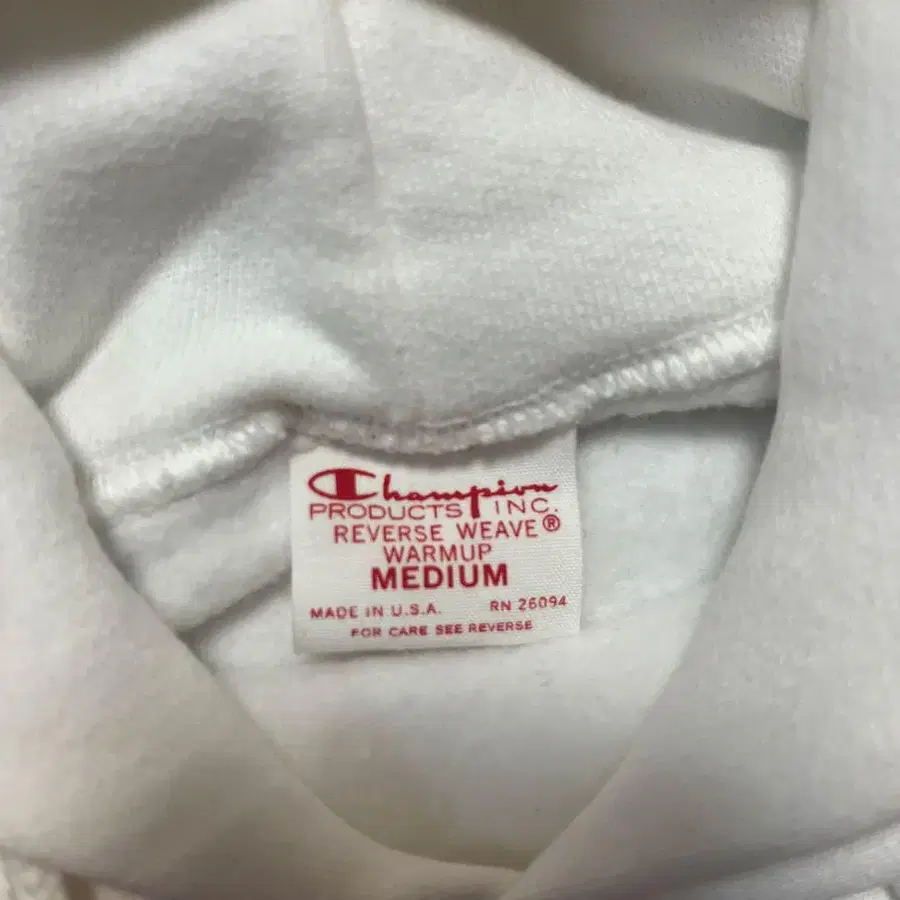 Champion
PRODUCTS INC.
REVERSE WEAVE®
WARMUP
MEDIUM
MADE IN U.S.A. RN 26094
FOR CARE SEE REVERSE